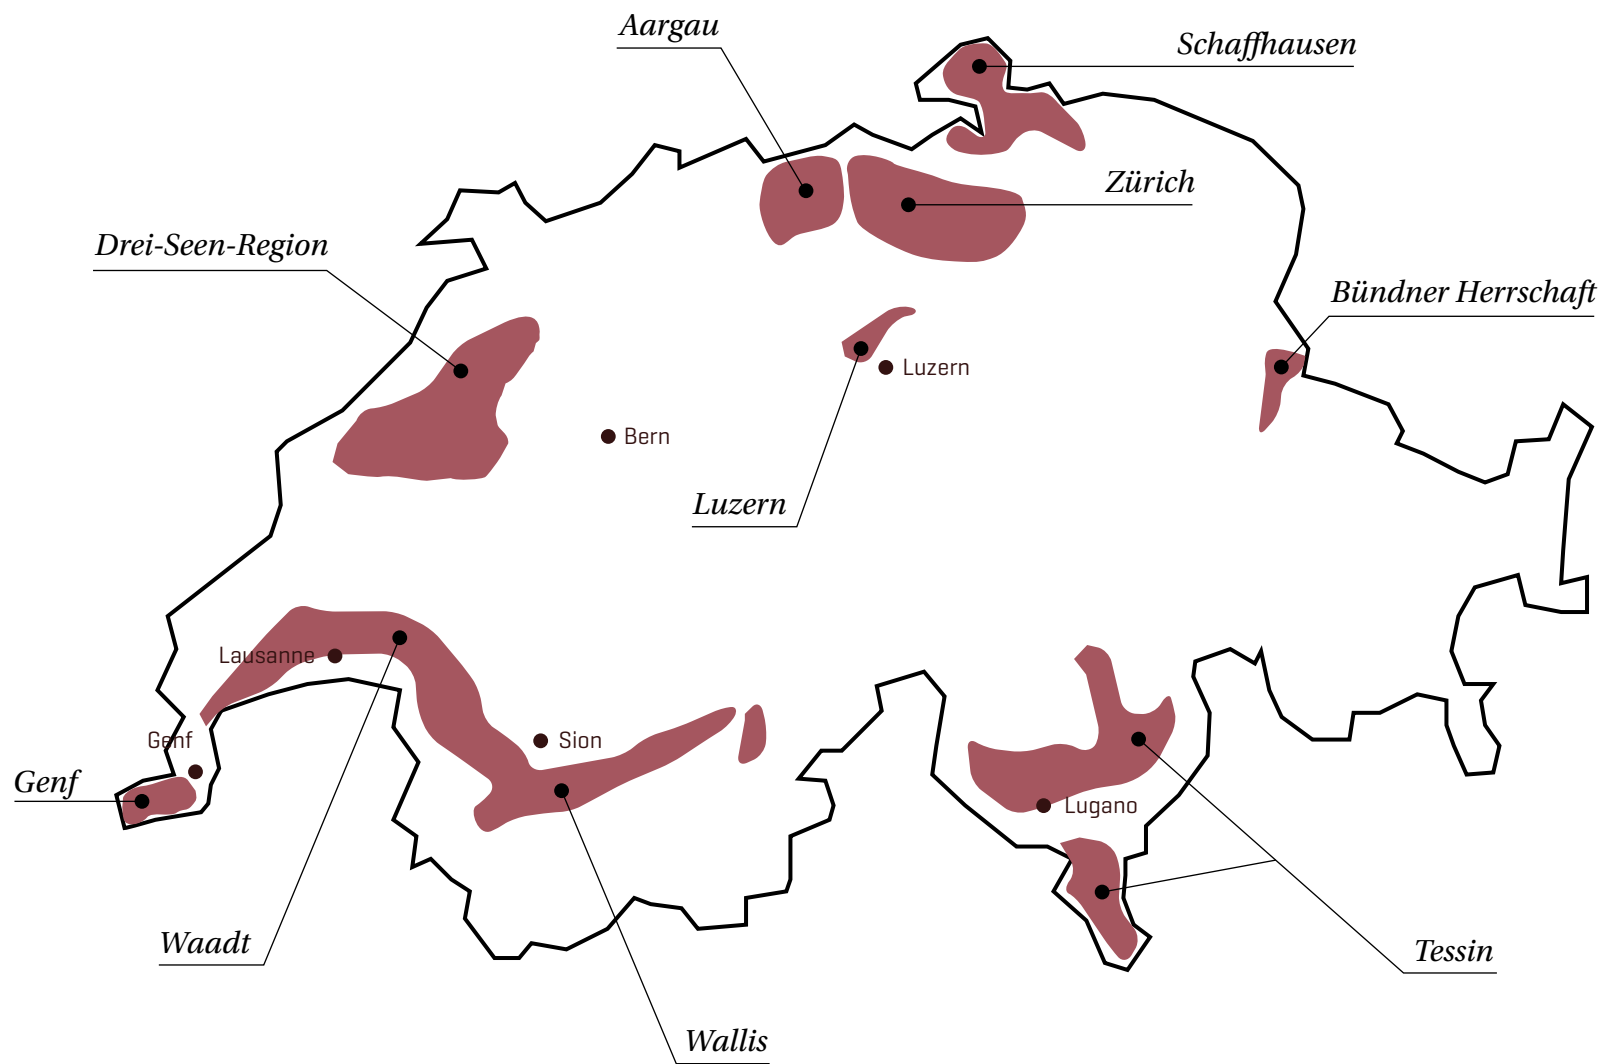 Aargau
Schaffhausen
Zürich
Drei-Seen-Region
Bündner Herrschaft
Luzern
Bern
Luzern
Lausanne
Genf
Sion
Genf
Lugano
Waadt
Tessin
Wallis